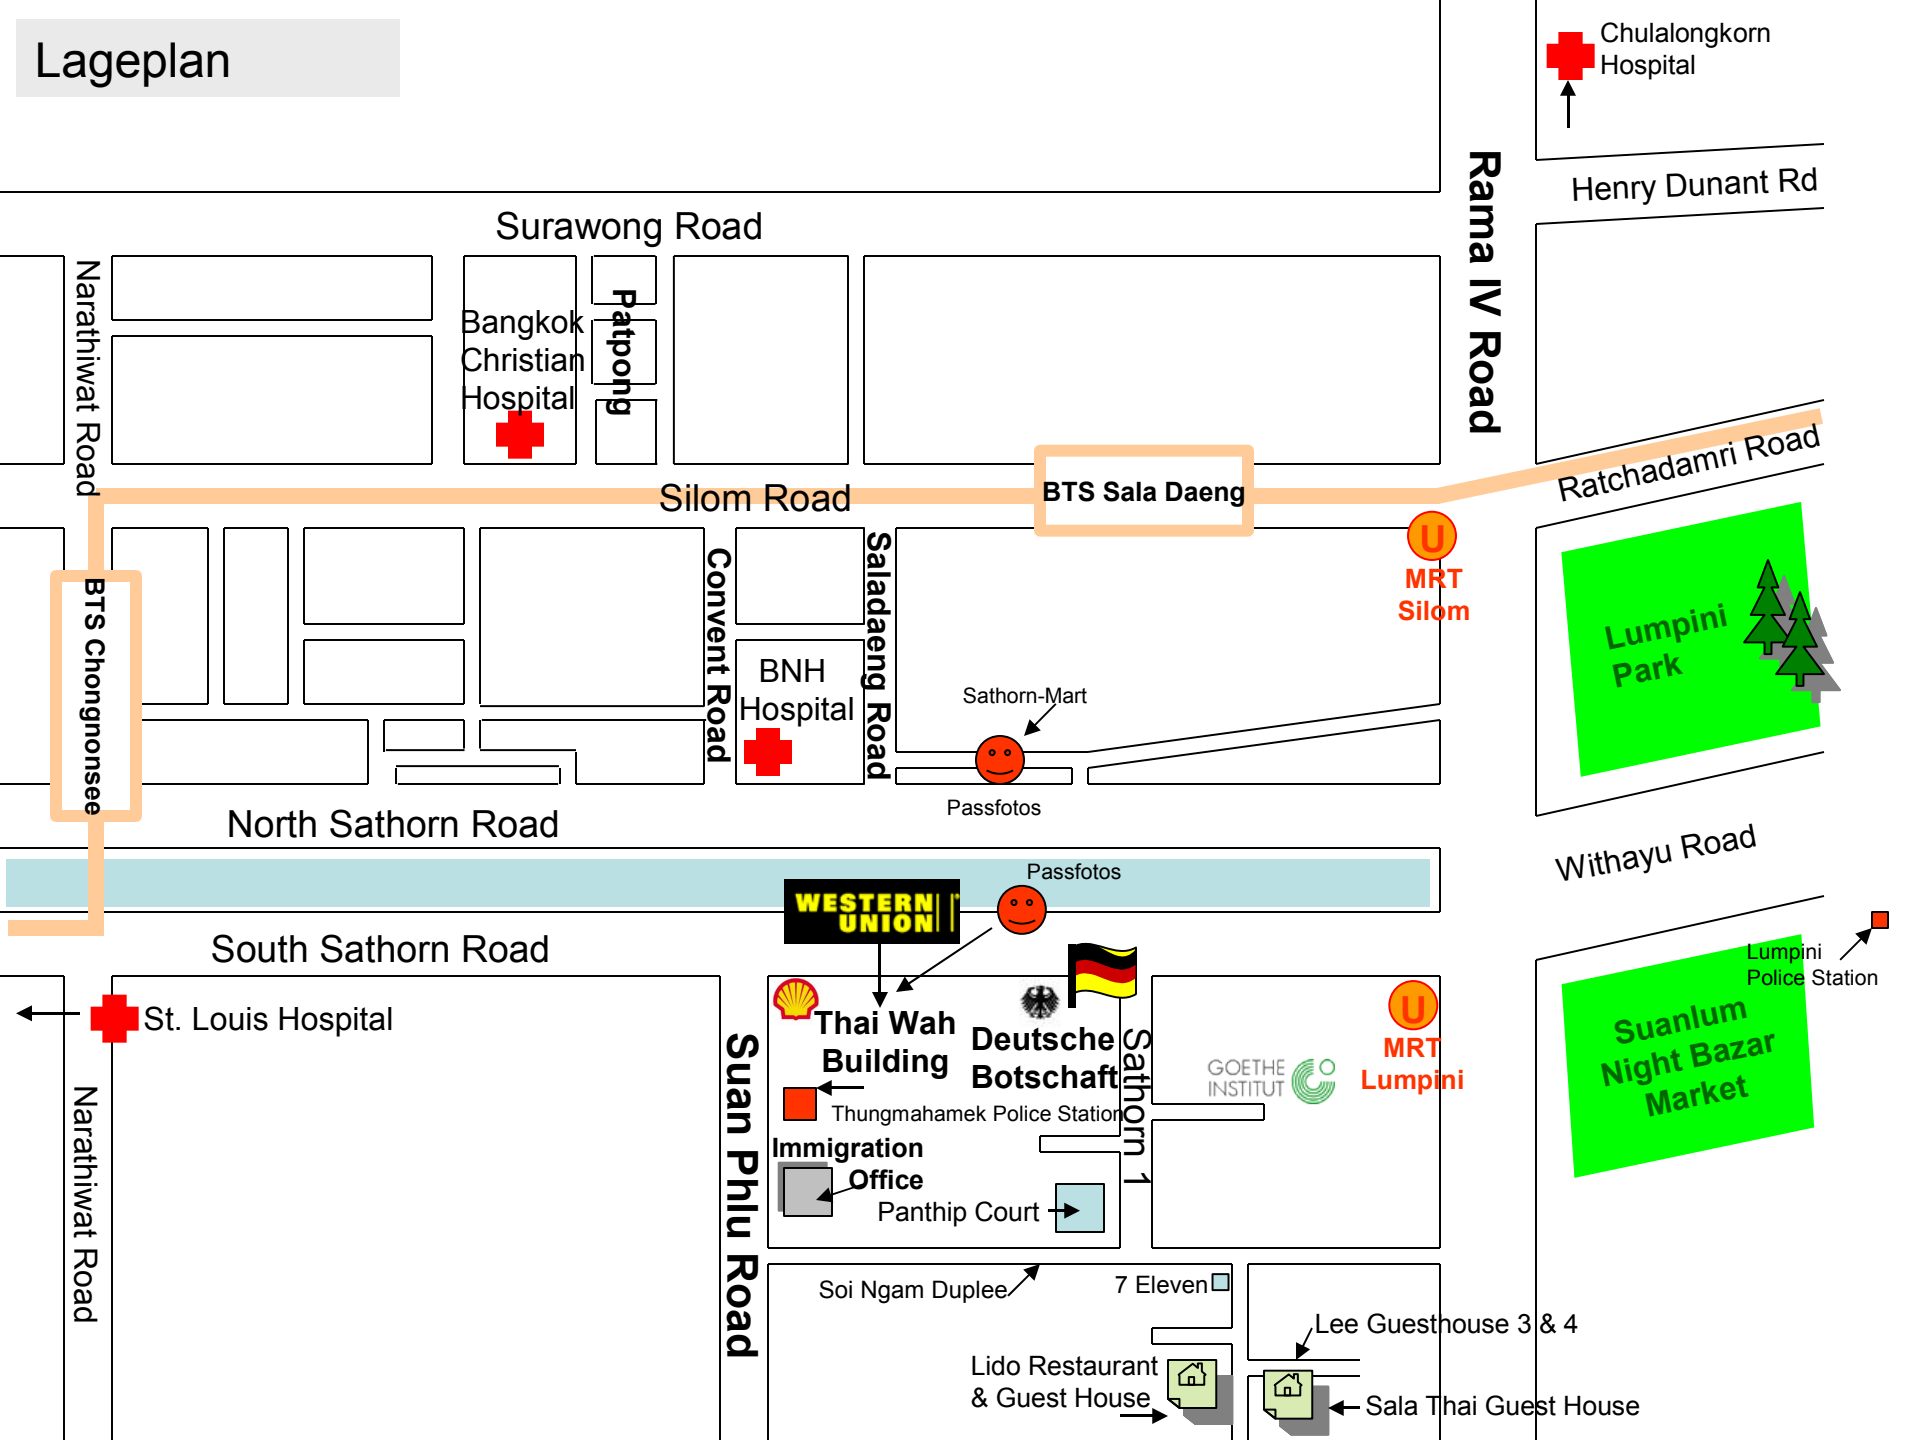 Lageplan
Chulalongkorn
Hospital
Henry Dunant Rd
Rama IV Road
Surawong Road
Narathiwat Road
Bangkok
Christian
Hospital
Patpong
Ratchadamri Road
BTS Sala Daeng
Silom Road
U
MRT
Silom
BTS Chongnonsee
Convent Road
Saladaeng Road
BNH
Hospital
Sathorn-Mart
Passfotos
Lumpini
Park
North Sathorn Road
Withayu Road
Passfotos
WESTERN
UNION
South Sathorn Road
Lumpini
Police Station
St. Louis Hospital
Narathiwat Road
Suan Phlu Road
Thai Wah
Building
Deutsche
Botschaft
Sathorn 1
GOETHE
INSTITUT
U
MRT
Lumpini
Suanlum
Night Bazar
Market
Thungmahamek Police Station
Immigration
Office
Panthip Court
Soi Ngam Duplee
7 Eleven
Lee Guesthouse 3 & 4
Lido Restaurant
& Guest House
Sala Thai Guest House